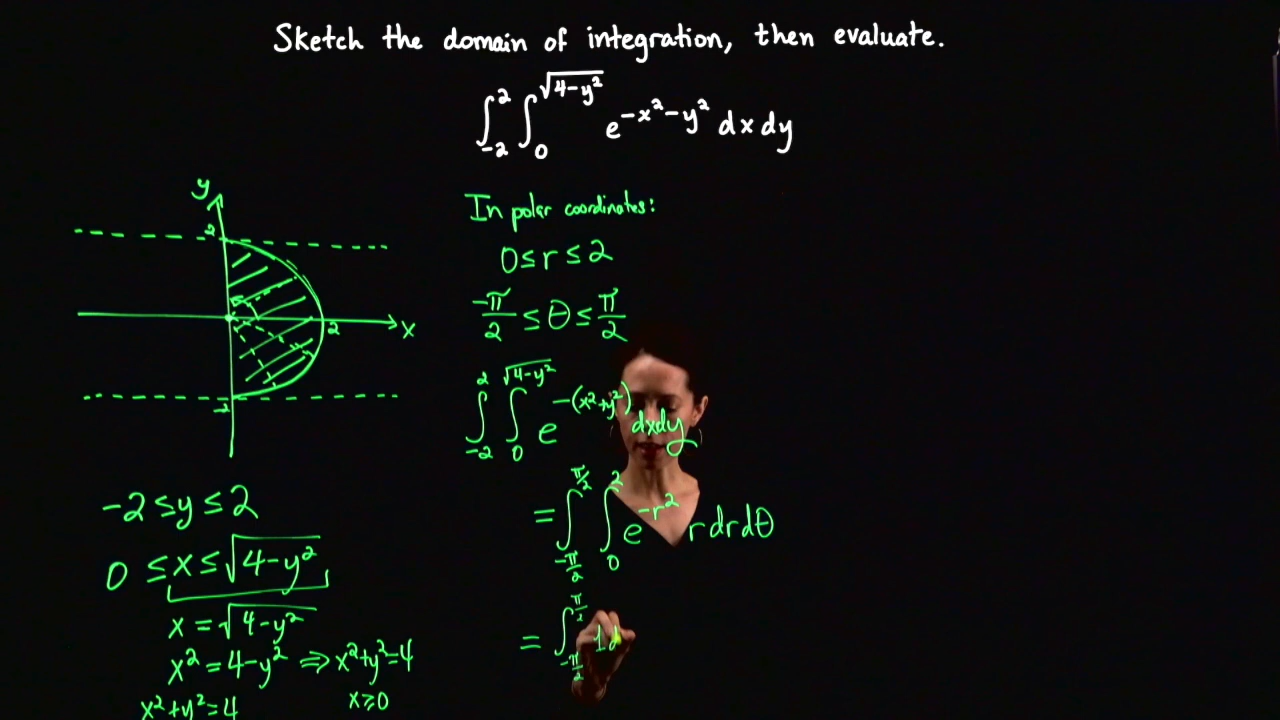 Sketch the domain of integration, then evaluate.
∫_{-2}^{2} ∫_{0}^{√(4-y²)} e^{-x²-y²} dx dy
y
2
2
x
-2
In polar coordinates:
0≤r≤2
-π/2 ≤ θ ≤ π/2
∫_{-2}^{2} ∫_{0}^{√(4-y²)} e^{-(x²+y²)} dxdy
= ∫_{-π/2}^{π/2} ∫_{0}^{2} e^{-r²} r dr dθ
= ∫_{-π/2}^{π/2} 1d
-2 ≤ y ≤ 2
0 ≤ x ≤ √(4-y²)
x = √(4-y²)
x² = 4-y² ⇒ x²+y²=4
x²+y²=4
x≥0